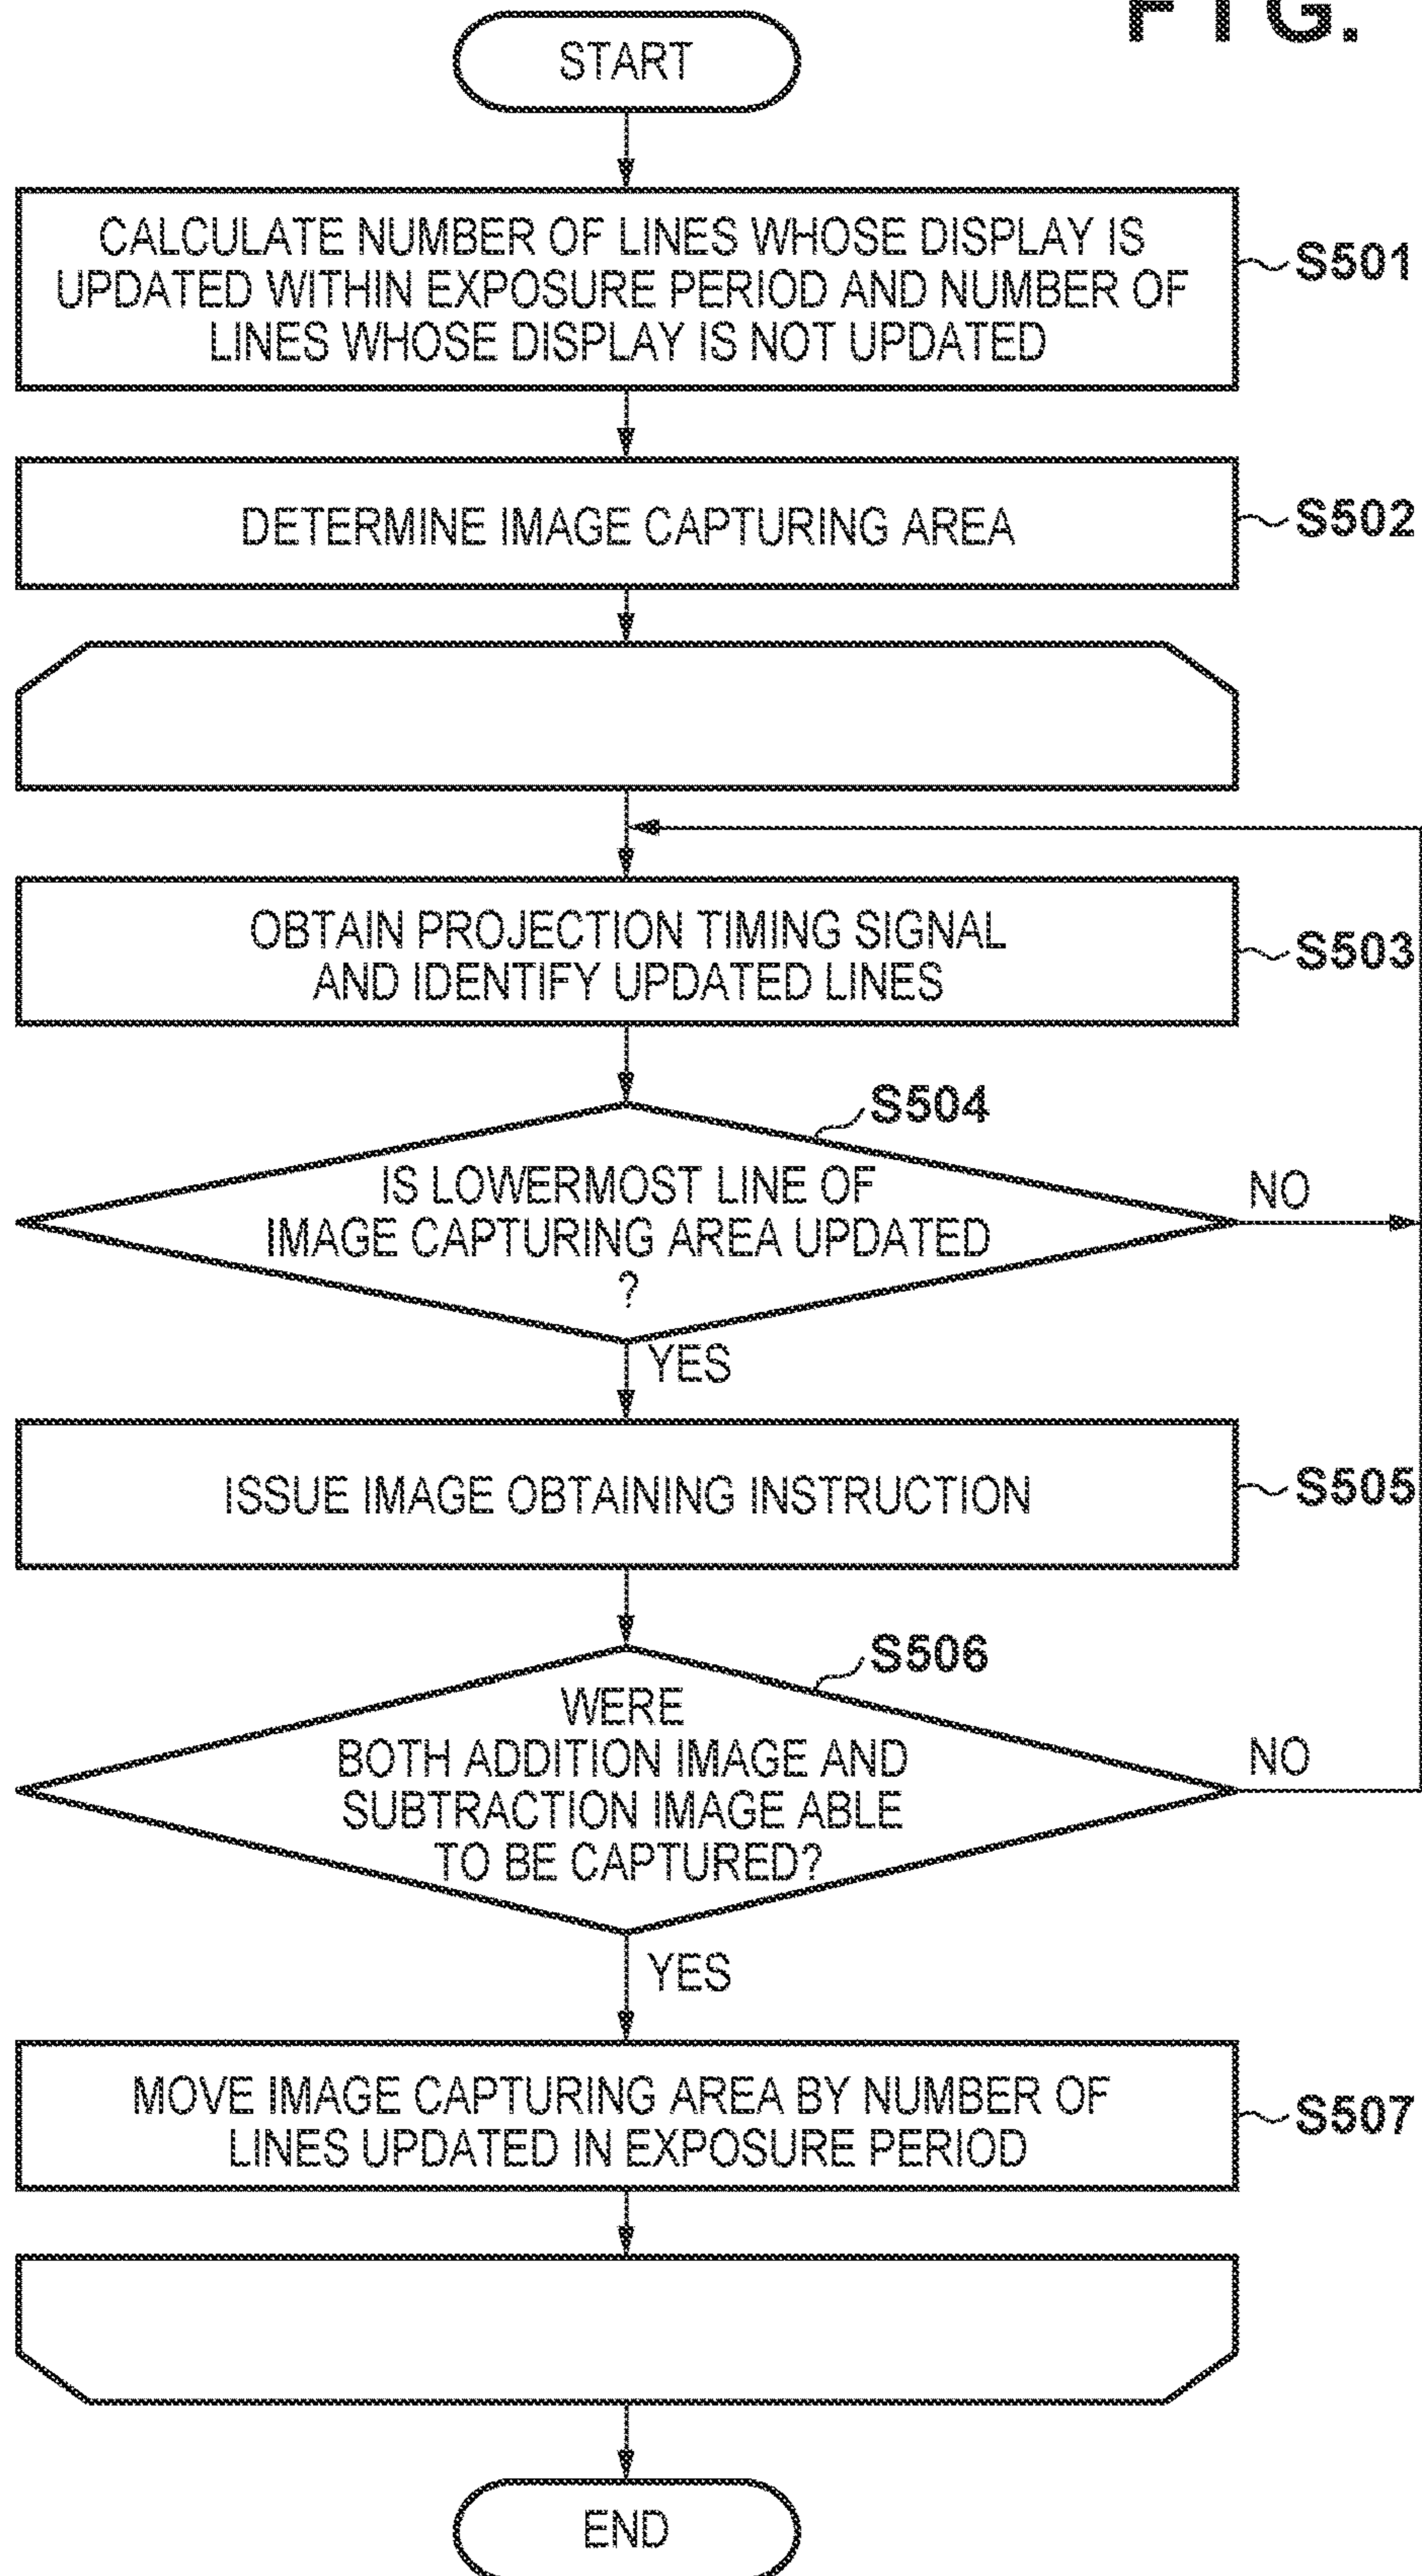 FIG.
START
CALCULATE NUMBER OF LINES WHOSE DISPLAY IS
UPDATED WITHIN EXPOSURE PERIOD AND NUMBER OF
LINES WHOSE DISPLAY IS NOT UPDATED
S501
DETERMINE IMAGE CAPTURING AREA
S502
OBTAIN PROJECTION TIMING SIGNAL
AND IDENTIFY UPDATED LINES
S503
S504
IS LOWERMOST LINE OF
IMAGE CAPTURING AREA UPDATED
?
NO
YES
ISSUE IMAGE OBTAINING INSTRUCTION
S505
S506
WERE
BOTH ADDITION IMAGE AND
SUBTRACTION IMAGE ABLE
TO BE CAPTURED?
NO
YES
MOVE IMAGE CAPTURING AREA BY NUMBER OF
LINES UPDATED IN EXPOSURE PERIOD
S507
END